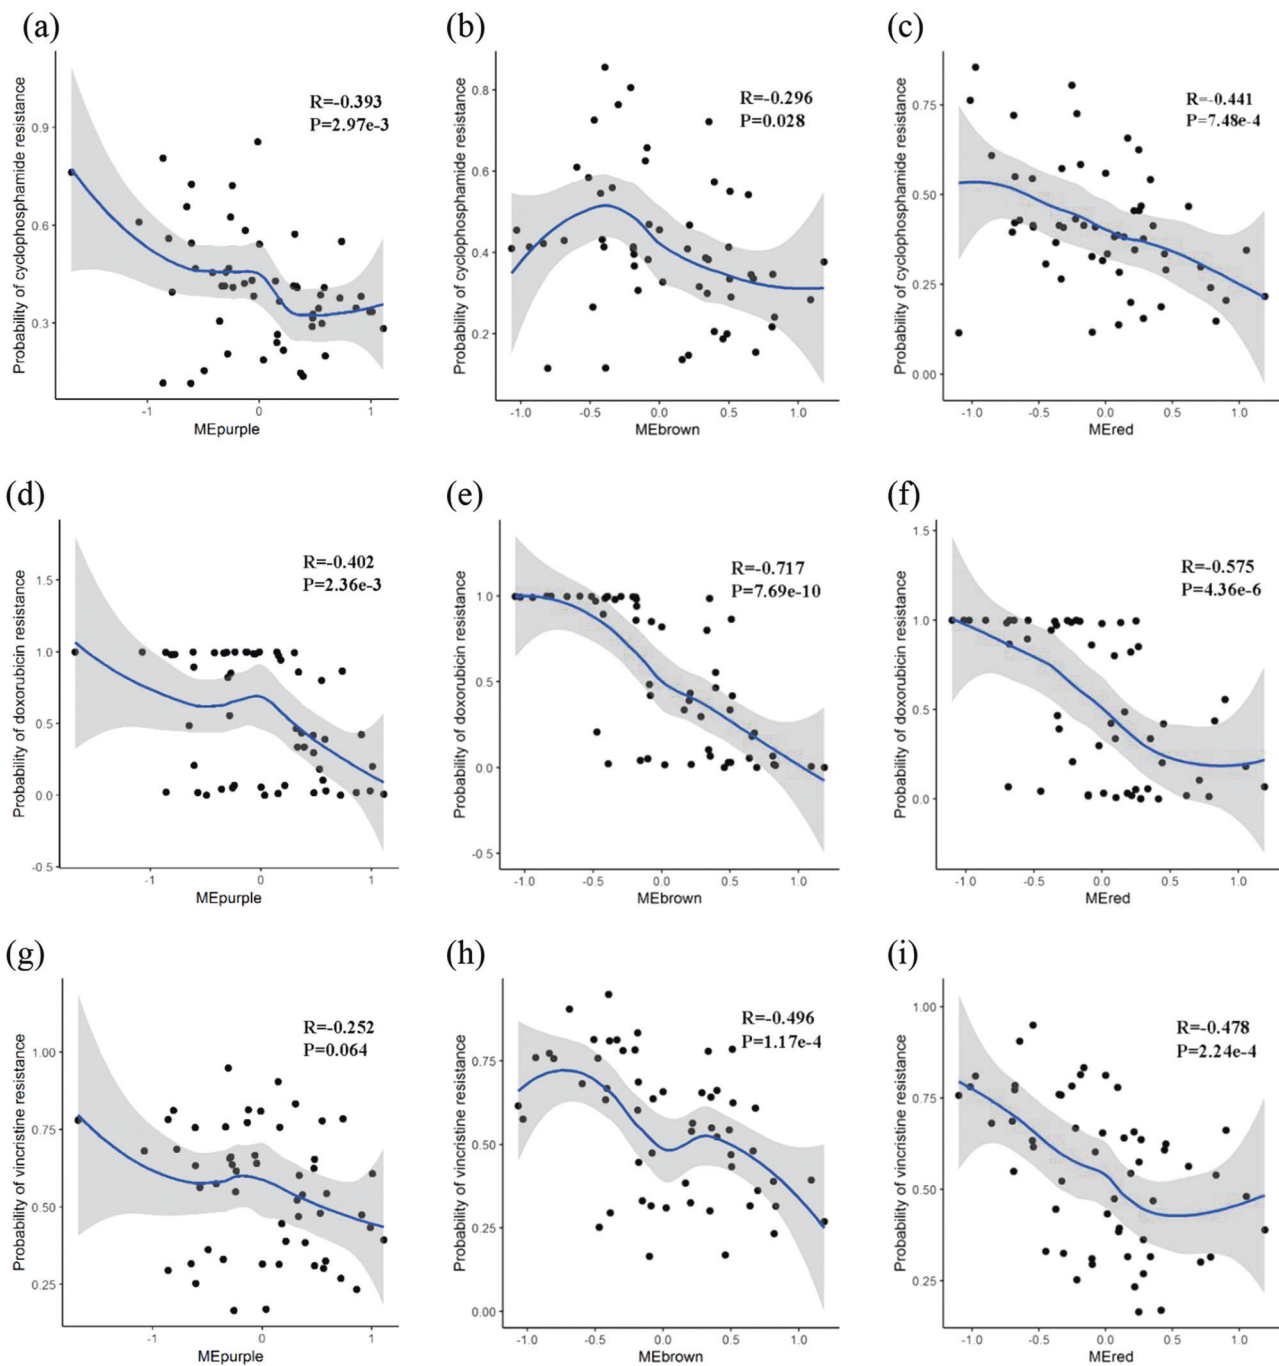 (a)
R=-0.393
P=2.97e-3
0.9
0.6
0.3
-1
0
1
Probability of cyclophosphamide resistance
MEpurple
(b)
R=-0.296
P=0.028
0.8
0.6
0.4
0.2
-1.0
-0.5
0.0
0.5
1.0
Probability of cyclophosphamide resistance
MEbrown
(c)
R=-0.441
P=7.48e-4
0.75
0.50
0.25
0.00
-1.0
-0.5
0.0
0.5
1.0
Probability of cyclophosphamide resistance
MEred
(d)
R=-0.402
P=2.36e-3
1.5
1.0
0.5
0.0
-0.5
-1
0
1
Probability of doxorubicin resistance
MEpurple
(e)
R=-0.717
P=7.69e-10
1.0
0.5
0.0
-0.5
-1.0
-0.5
0.0
0.5
1.0
Probability of doxorubicin resistance
MEbrown
(f)
R=-0.575
P=4.36e-6
1.5
1.0
0.5
0.0
-1.0
-0.5
0.0
0.5
1.0
Probability of doxorubicin resistance
MEred
(g)
R=-0.252
P=0.064
1.00
0.75
0.50
0.25
-1
0
1
Probability of vincristine resistance
MEpurple
(h)
R=-0.496
P=1.17e-4
0.75
0.50
0.25
0.00
-1.0
-0.5
0.0
0.5
1.0
Probability of vincristine resistance
MEbrown
(i)
R=-0.478
P=2.24e-4
1.00
0.75
0.50
0.25
-1.0
-0.5
0.0
0.5
1.0
Probability of vincristine resistance
MEred